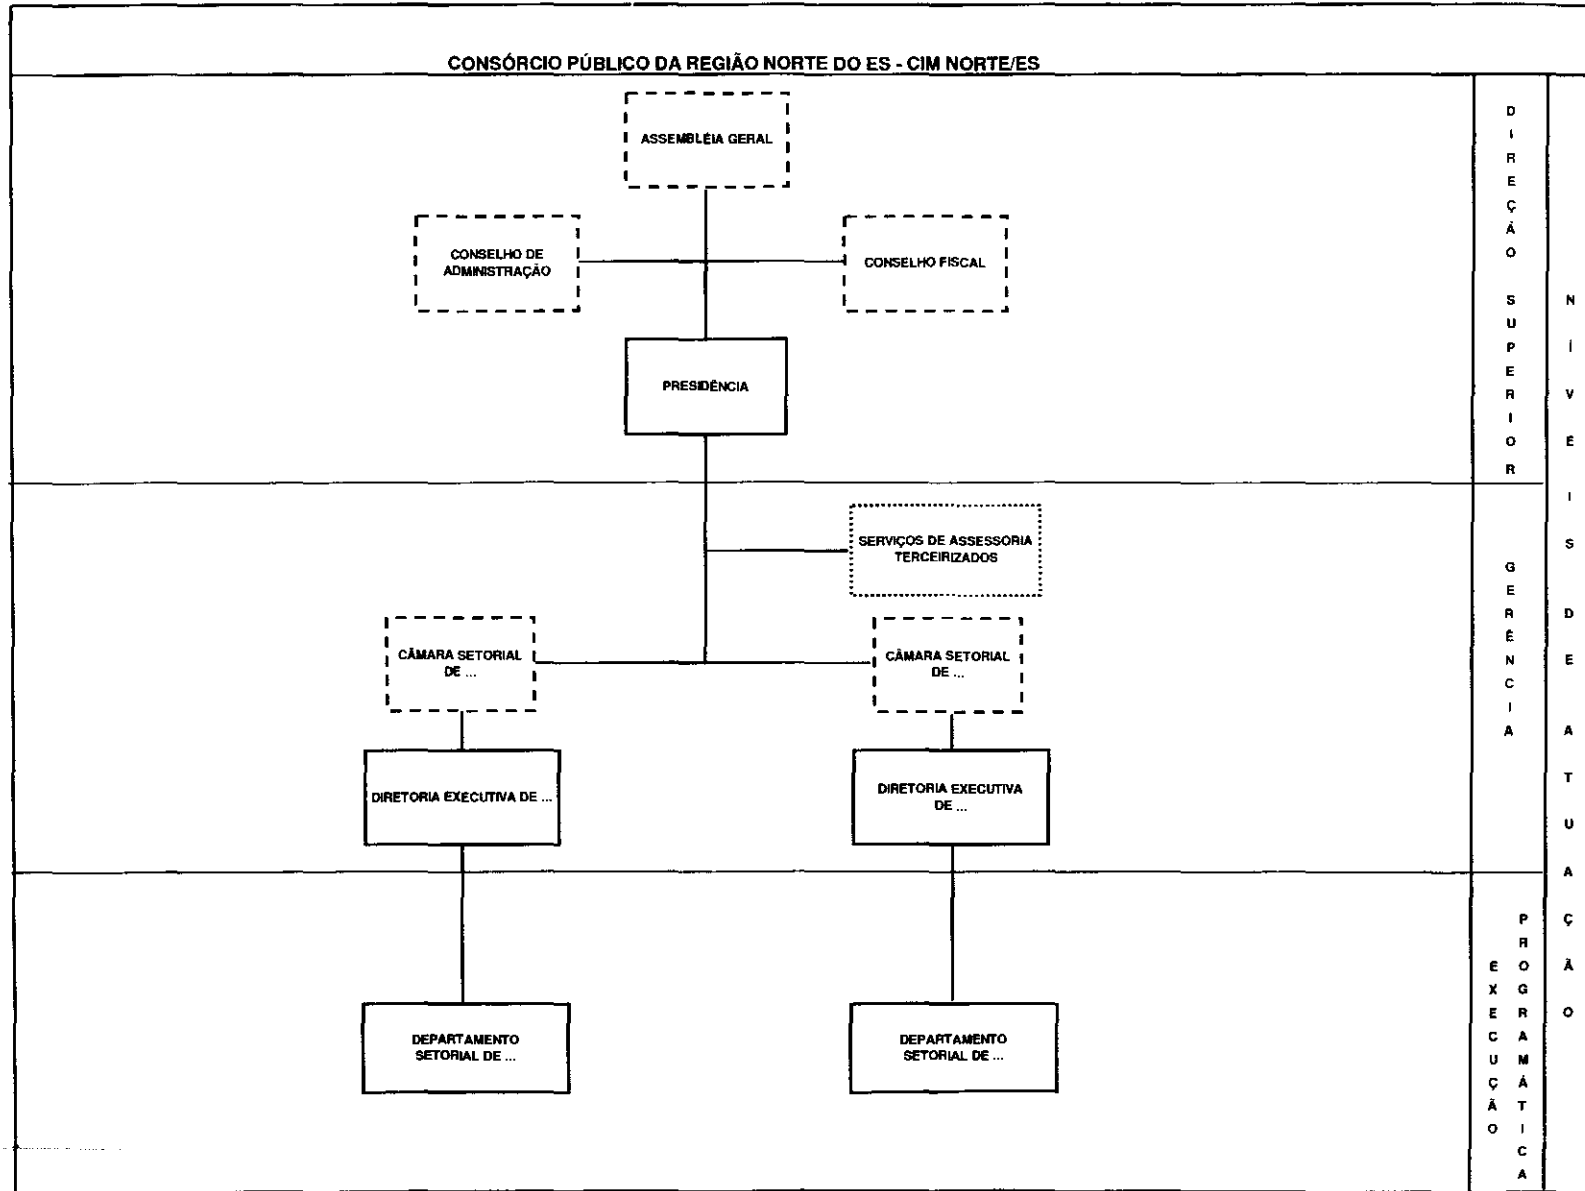 CONSÓRCIO PÚBLICO DA REGIÃO NORTE DO ES - CIM NORTE/ES
ASSEMBLÉIA GERAL
CONSELHO DE
ADMINISTRAÇÃO
CONSELHO FISCAL
PRESIDÊNCIA
DIREÇÃO SUPERIOR
SERVIÇOS DE ASSESSORIA
TERCEIRIZADOS
CÂMARA SETORIAL
DE ...
CÂMARA SETORIAL
DE ...
DIRETORIA EXECUTIVA DE ...
DIRETORIA EXECUTIVA
DE ...
GERÊNCIA
DEPARTAMENTO
SETORIAL DE ...
DEPARTAMENTO
SETORIAL DE ...
EXECUÇÃO
PROGRAMÁTICA
NÍVÉIS DE ATUAÇÃO